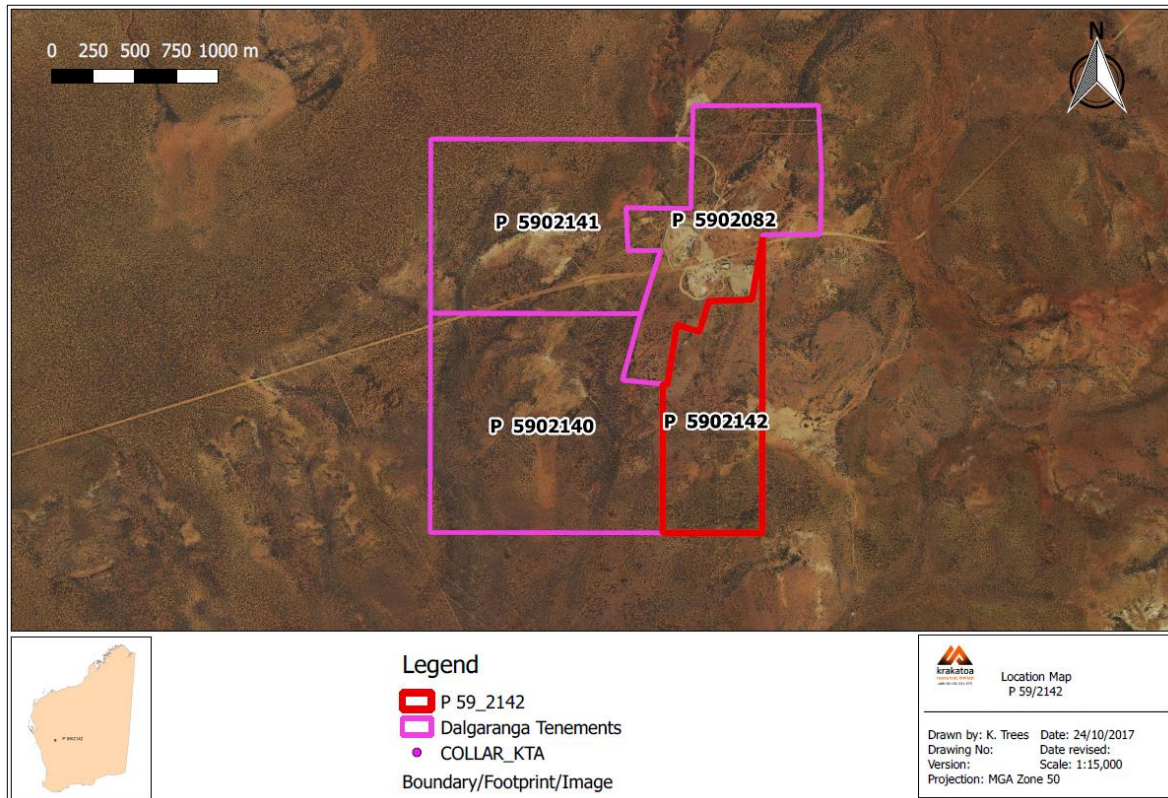 0 250 500 750 1000 m
N
P 5902141
P 5902082
P 5902140
P 5902142
P 5902142
Legend
P 59_2142
Dalgaranga Tenements
COLLAR_KTA
Boundary/Footprint/Image
krakatoa
Location Map
P 59/2142
Drawn by: K. Trees Date: 24/10/2017
Drawing No: Date revised:
Version: Scale: 1:15,000
Projection: MGA Zone 50